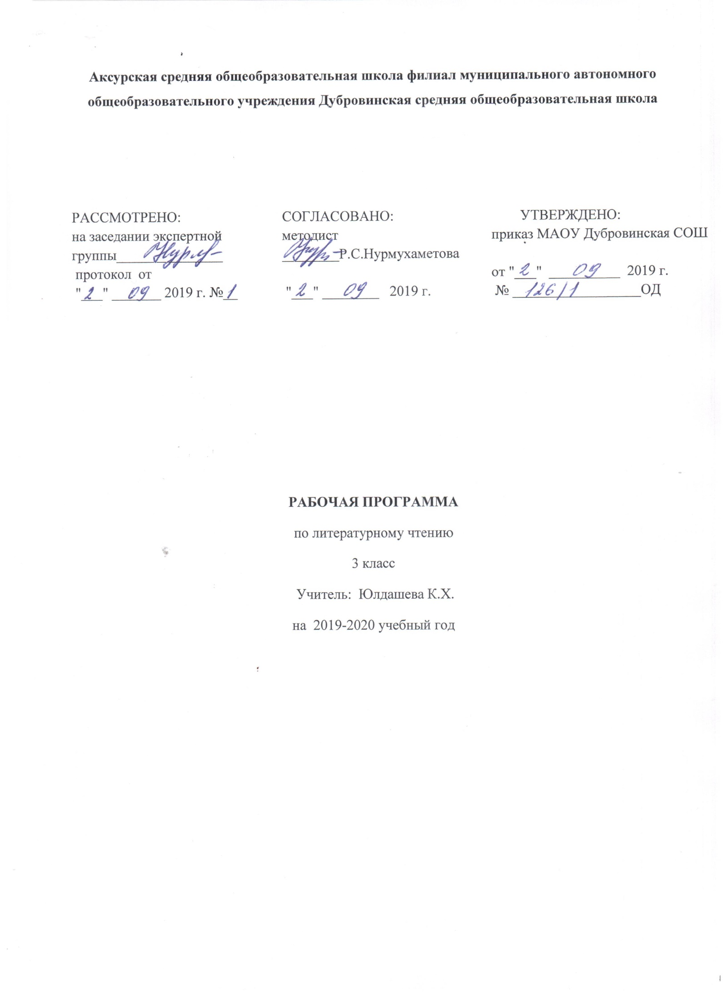 Аксурская средняя общеобразовательная школа филиал муниципального автономного
общеобразовательного учреждения Дубровинская средняя общеобразовательная школа
РАССМОТРЕНО:
на заседании экспертной
группы
протокол от
"2" 09 2019 г. №1
СОГЛАСОВАНО:
методист
Р.С.Нурмухаметова
"2" 09 2019 г.
УТВЕРЖДЕНО:
приказ МАОУ Дубровинская СОШ
от "2" 09 2019 г.
№ 126/1 ОД
РАБОЧАЯ ПРОГРАММА
по литературному чтению
3 класс
Учитель: Юлдашева К.Х.
на 2019-2020 учебный год